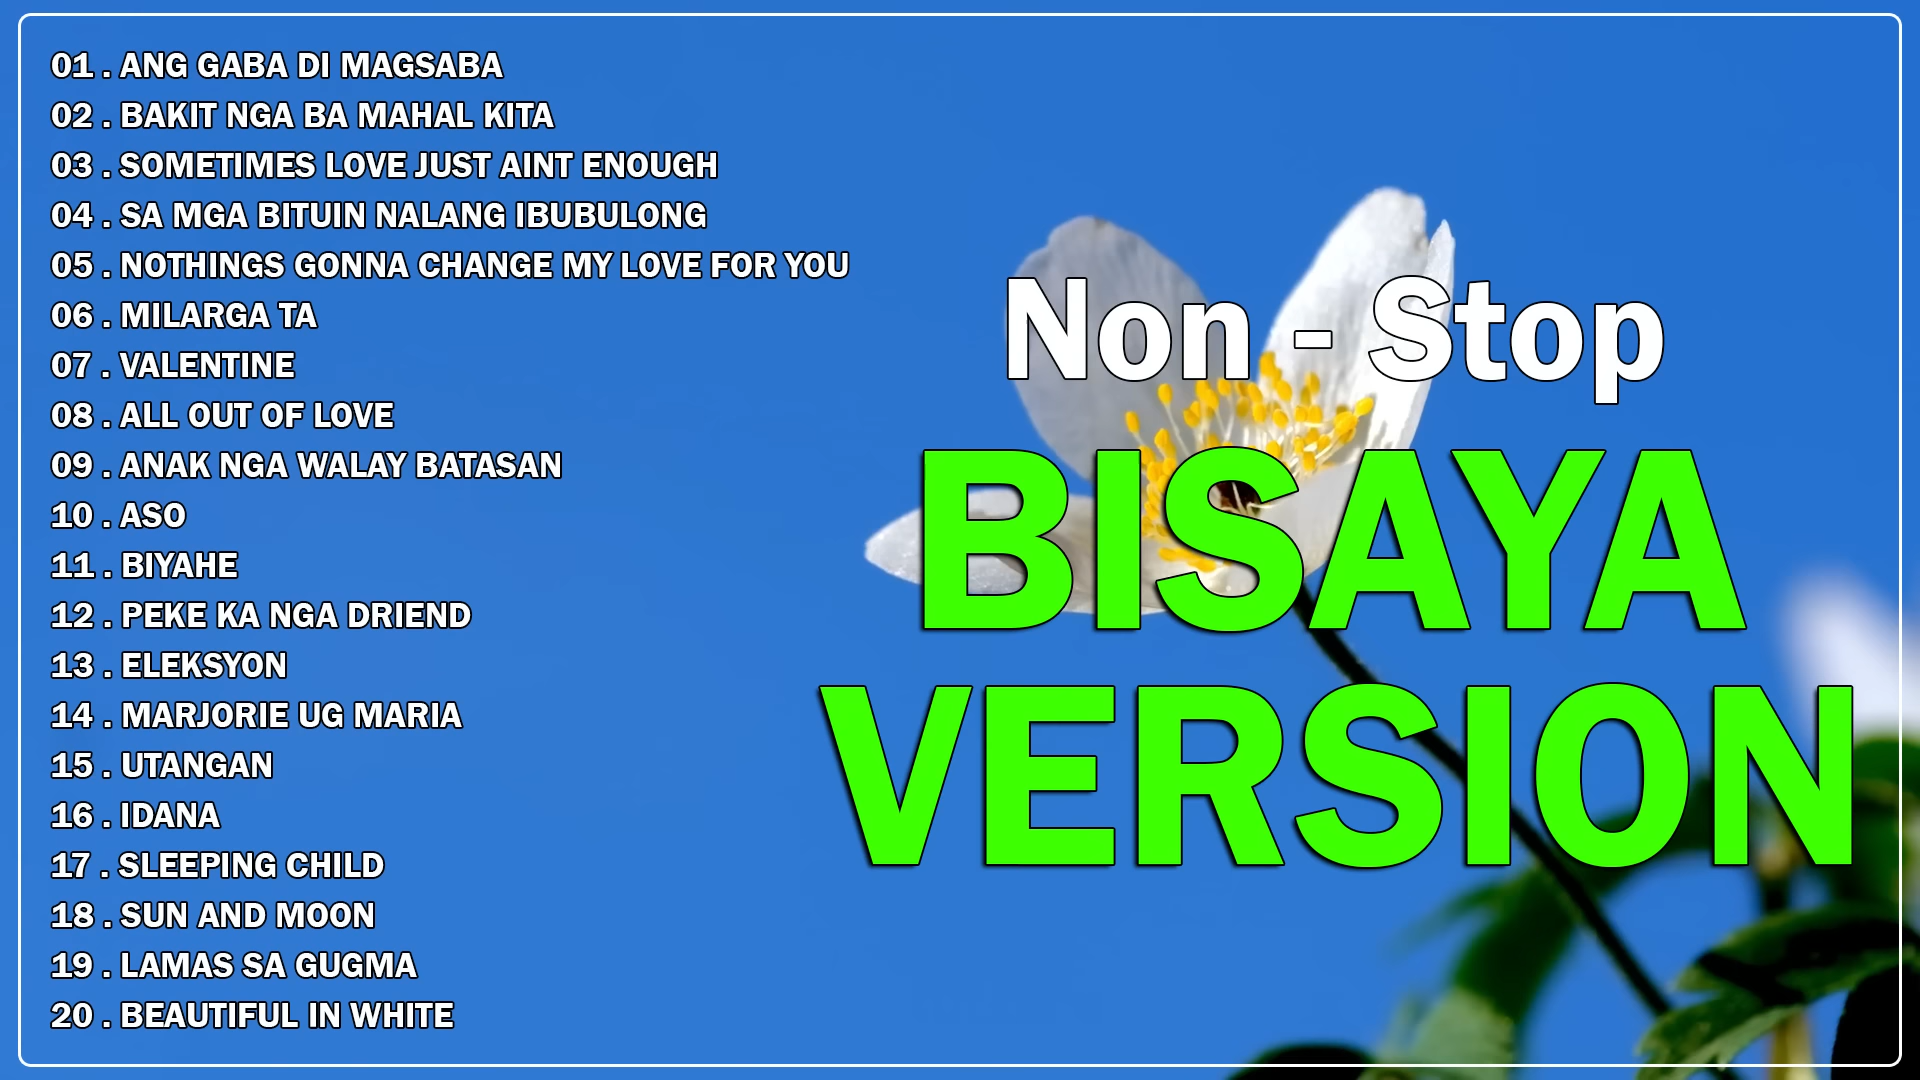 01 . ANG GABA DI MAGSABA
02 . BAKIT NGA BA MAHAL KITA
03 . SOMETIMES LOVE JUST AINT ENOUGH
04 . SA MGA BITUIN NALANG IBUBULONG
05 . NOTHINGS GONNA CHANGE MY LOVE FOR YOU
06 . MILARGA TA
07 . VALENTINE
08 . ALL OUT OF LOVE
09 . ANAK NGA WALAY BATASAN
10 . ASO
11 . BIYAHE
12 . PEKE KA NGA DRIEND
13 . ELEKSYON
14 . MARJORIE UG MARIA
15 . UTANGAN
16 . IDANA
17 . SLEEPING CHILD
18 . SUN AND MOON
19 . LAMAS SA GUGMA
20 . BEAUTIFUL IN WHITE
Non - Stop
BISAYA
VERSION